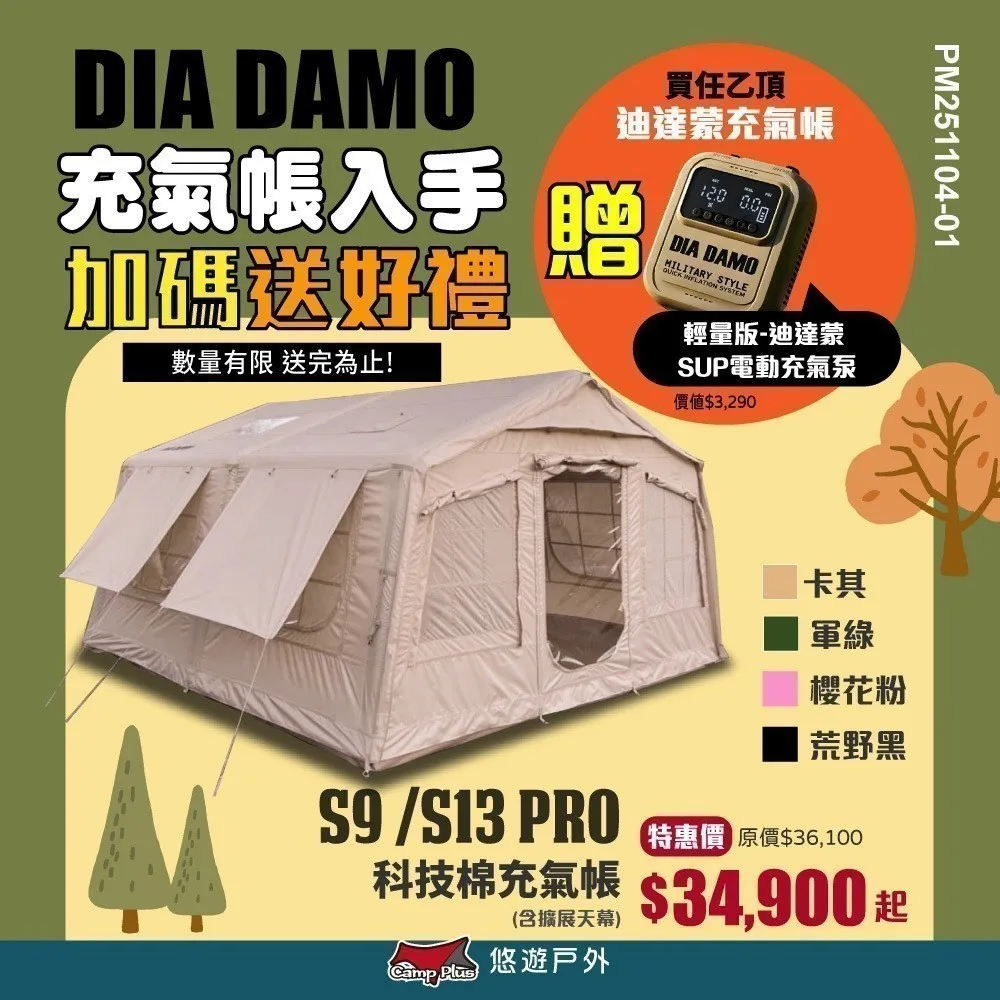 DIA DAMO
充氣帳入手
加碼送好禮
數量有限 送完為止!
買任乙頂
迪達蒙充氣帳
贈
12.0 0.0
DIA DAMO
MILITARY STYLE
QUICK INFLATION SYSTEM
輕量版-迪達蒙
SUP電動充氣泵
價值$3,290
PM251104-01
卡其
軍綠
櫻花粉
荒野黑
S9 /S13 PRO
科技棉充氣帳
(含擴展天幕)
特惠價 原價$36,100
$34,900起
Camp Plus 悠遊戶外